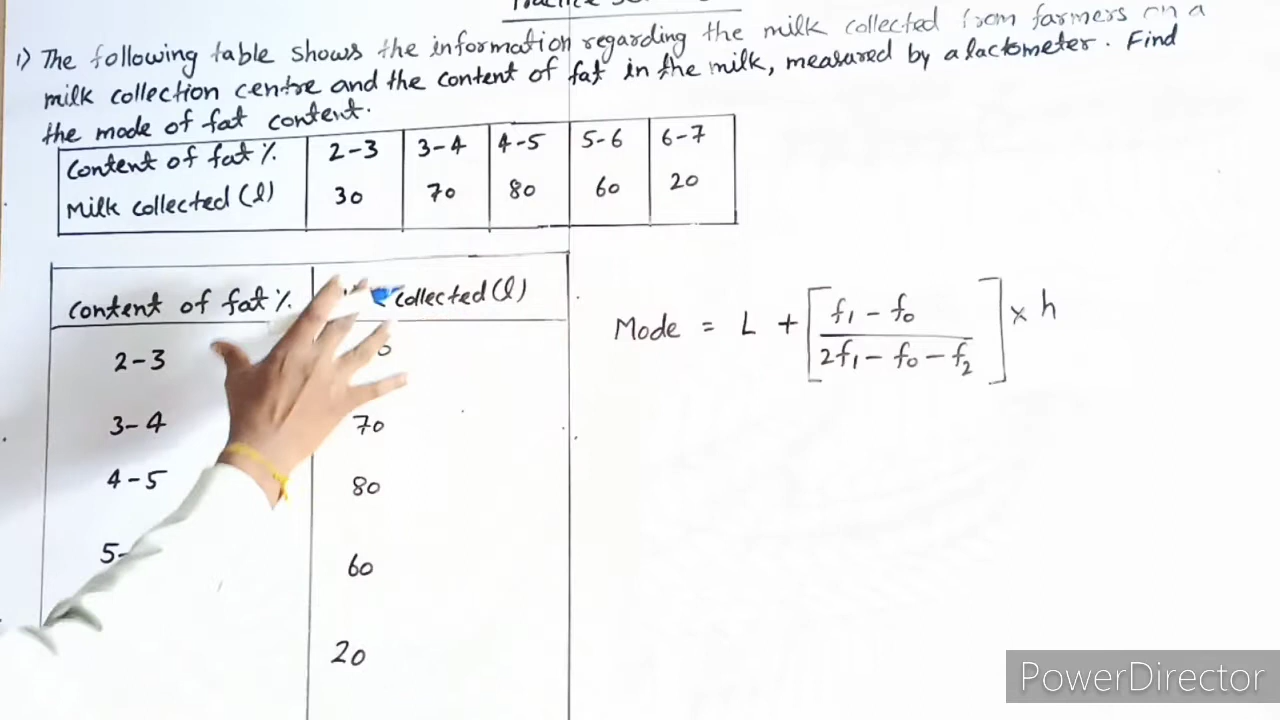 1) The following table shows the information regarding the milk collected from farmers on a
milk collection centre and the content of fat in the milk, measured by a lactometer. Find
the mode of fat content.
Content of fat % 2-3 3-4 4-5 5-6 6-7
Milk collected (l) 30 70 80 60 20
Content of fat % Collected (l)
2-3
3-4 70
4-5 80
5- 60
20
Mode = L + [f₁ - f₀ / 2f₁ - f₀ - f₂] × h
PowerDirector